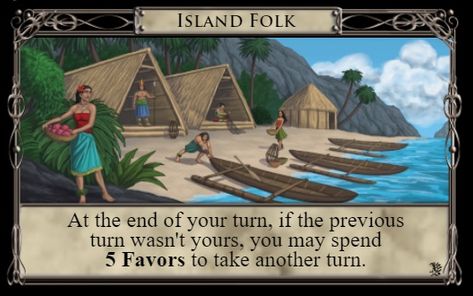 Island Folk
At the end of your turn, if the previous
turn wasn't yours, you may spend
5 Favors to take another turn.